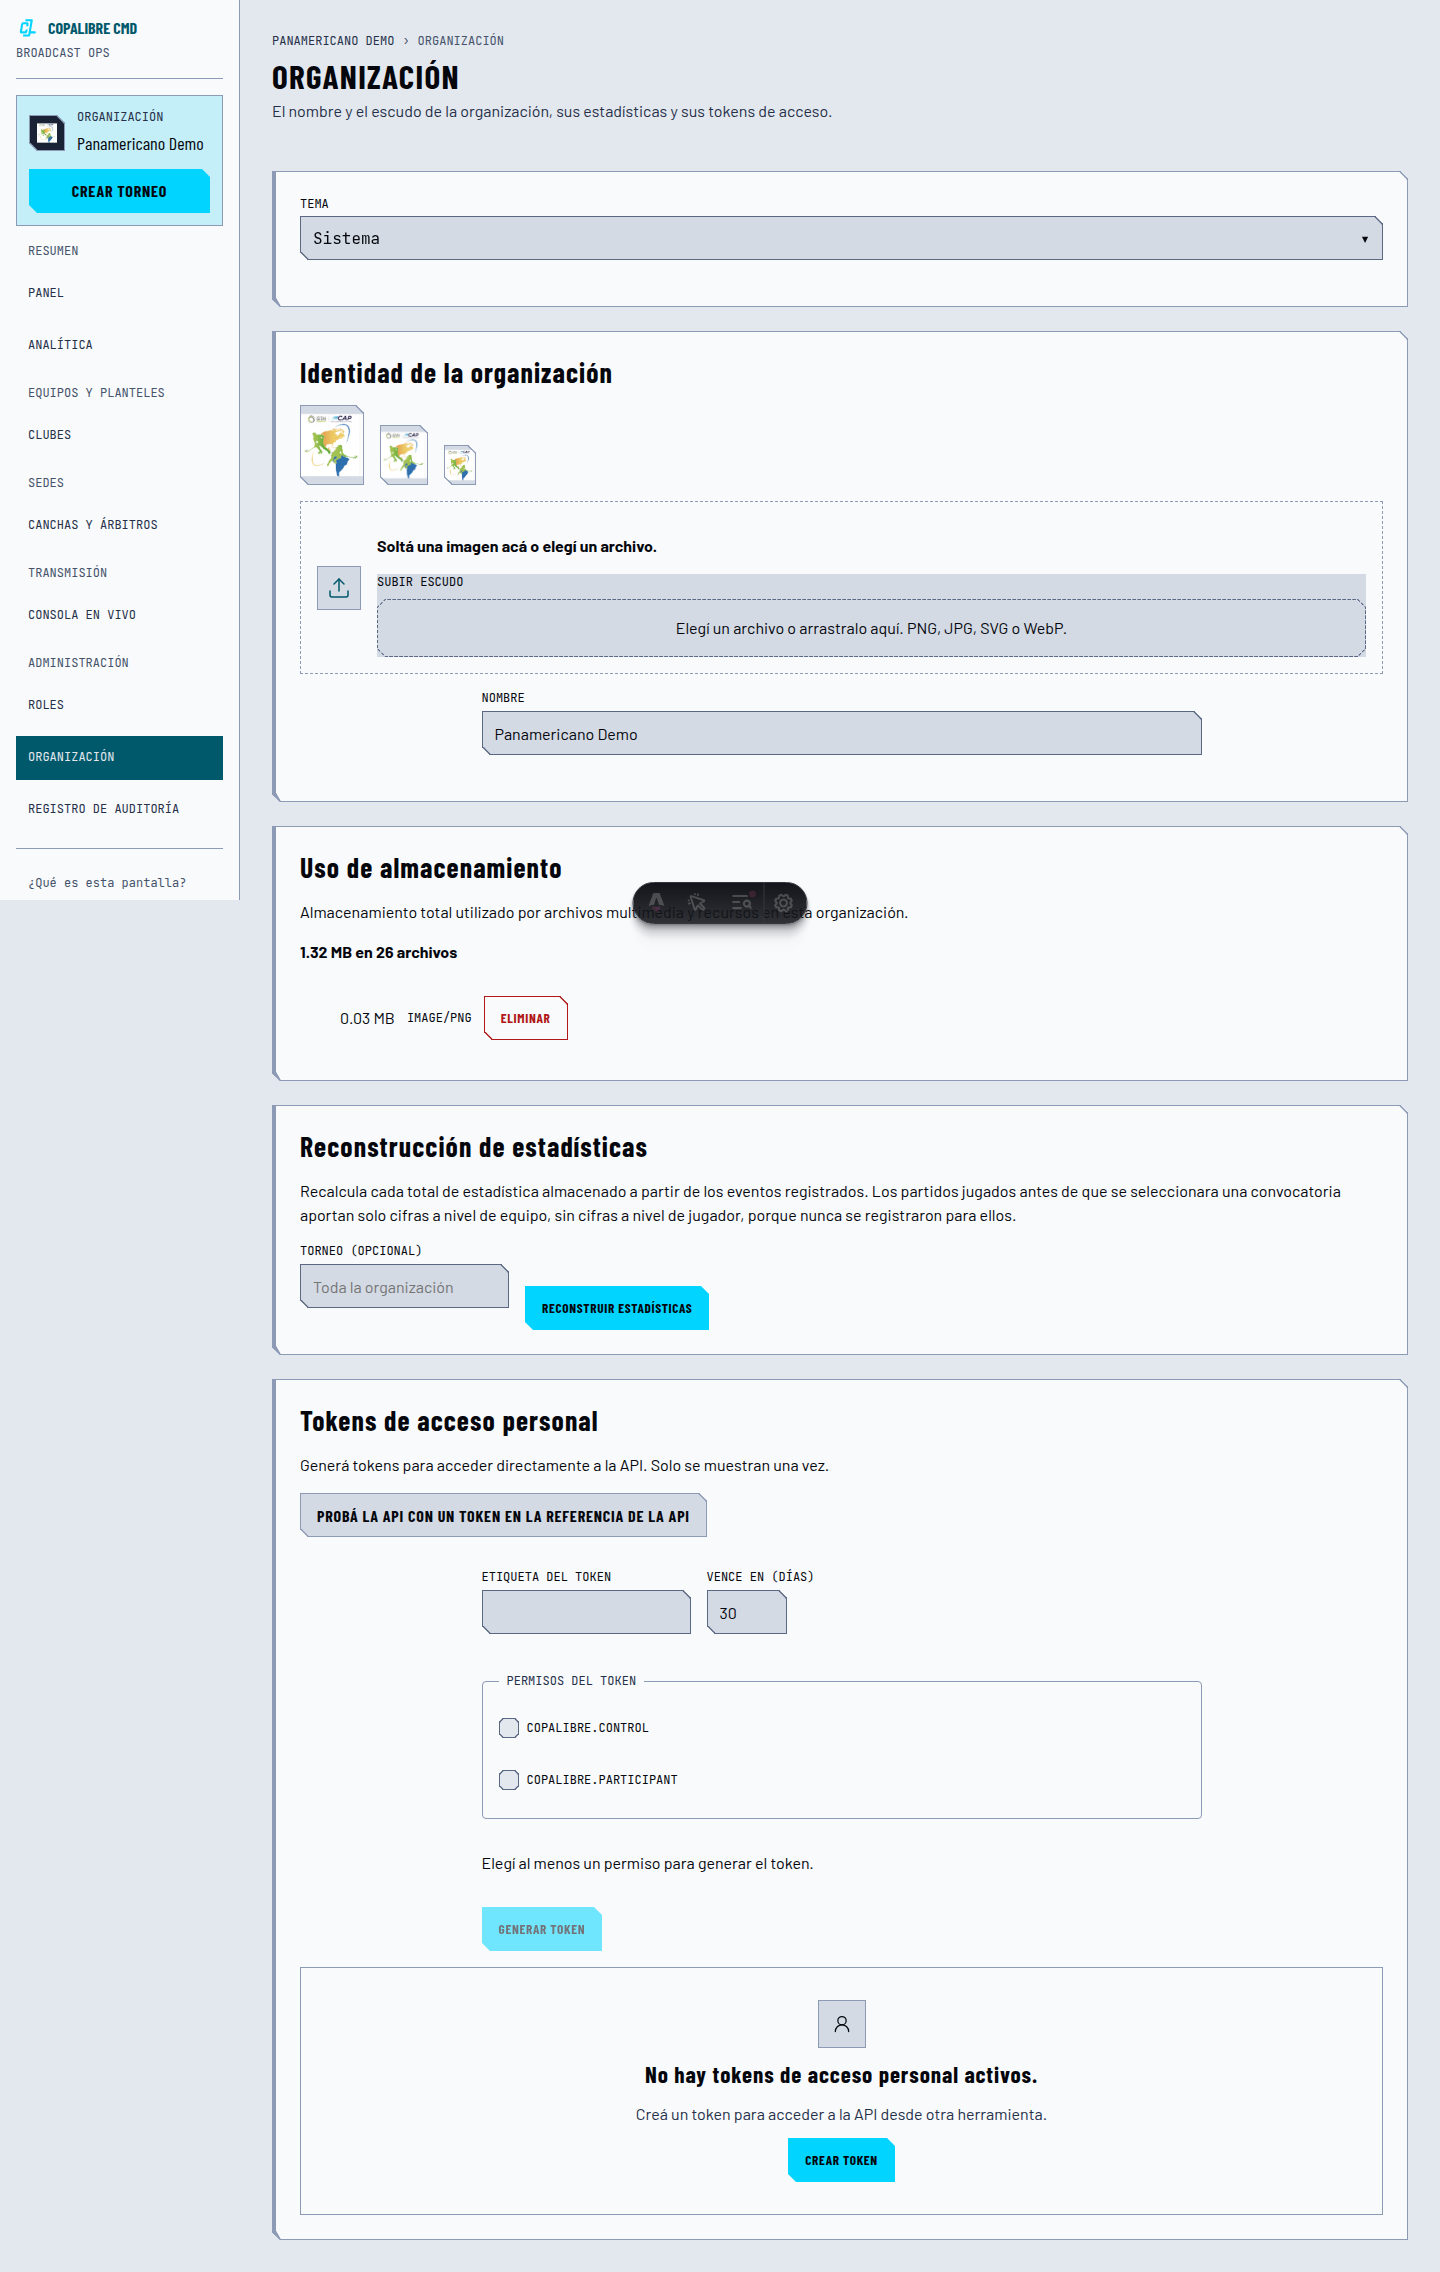 COPALIBRE CMD
BROADCAST OPS
ORGANIZACIÓN
Panamericano Demo
CREAR TORNEO
RESUMEN
PANEL
ANALÍTICA
EQUIPOS Y PLANTELES
CLUBES
SEDES
CANCHAS Y ÁRBITROS
TRANSMISIÓN
CONSOLA EN VIVO
ADMINISTRACIÓN
ROLES
ORGANIZACIÓN
REGISTRO DE AUDITORÍA
¿Qué es esta pantalla?
PANAMERICANO DEMO › ORGANIZACIÓN
ORGANIZACIÓN
El nombre y el escudo de la organización, sus estadísticas y sus tokens de acceso.
TEMA
Sistema
Identidad de la organización
CAP
CAP
Soltá una imagen acá o elegí un archivo.
SUBIR ESCUDO
Elegí un archivo o arrastralo aquí. PNG, JPG, SVG o WebP.
NOMBRE
Panamericano Demo
Uso de almacenamiento
Almacenamiento total utilizado por archivos multimedia y recursos en esta organización.
1.32 MB en 26 archivos
0.03 MB IMAGE/PNG ELIMINAR
Reconstrucción de estadísticas
Recalcula cada total de estadística almacenado a partir de los eventos registrados. Los partidos jugados antes de que se seleccionara una convocatoria
aportan solo cifras a nivel de equipo, sin cifras a nivel de jugador, porque nunca se registraron para ellos.
TORNEO (OPCIONAL)
Toda la organización
RECONSTRUIR ESTADÍSTICAS
Tokens de acceso personal
Generá tokens para acceder directamente a la API. Solo se muestran una vez.
PROBÁ LA API CON UN TOKEN EN LA REFERENCIA DE LA API
ETIQUETA DEL TOKEN VENCE EN (DÍAS)
30
PERMISOS DEL TOKEN
COPALIBRE.CONTROL
COPALIBRE.PARTICIPANT
Elegí al menos un permiso para generar el token.
GENERAR TOKEN
No hay tokens de acceso personal activos.
Creá un token para acceder a la API desde otra herramienta.
CREAR TOKEN